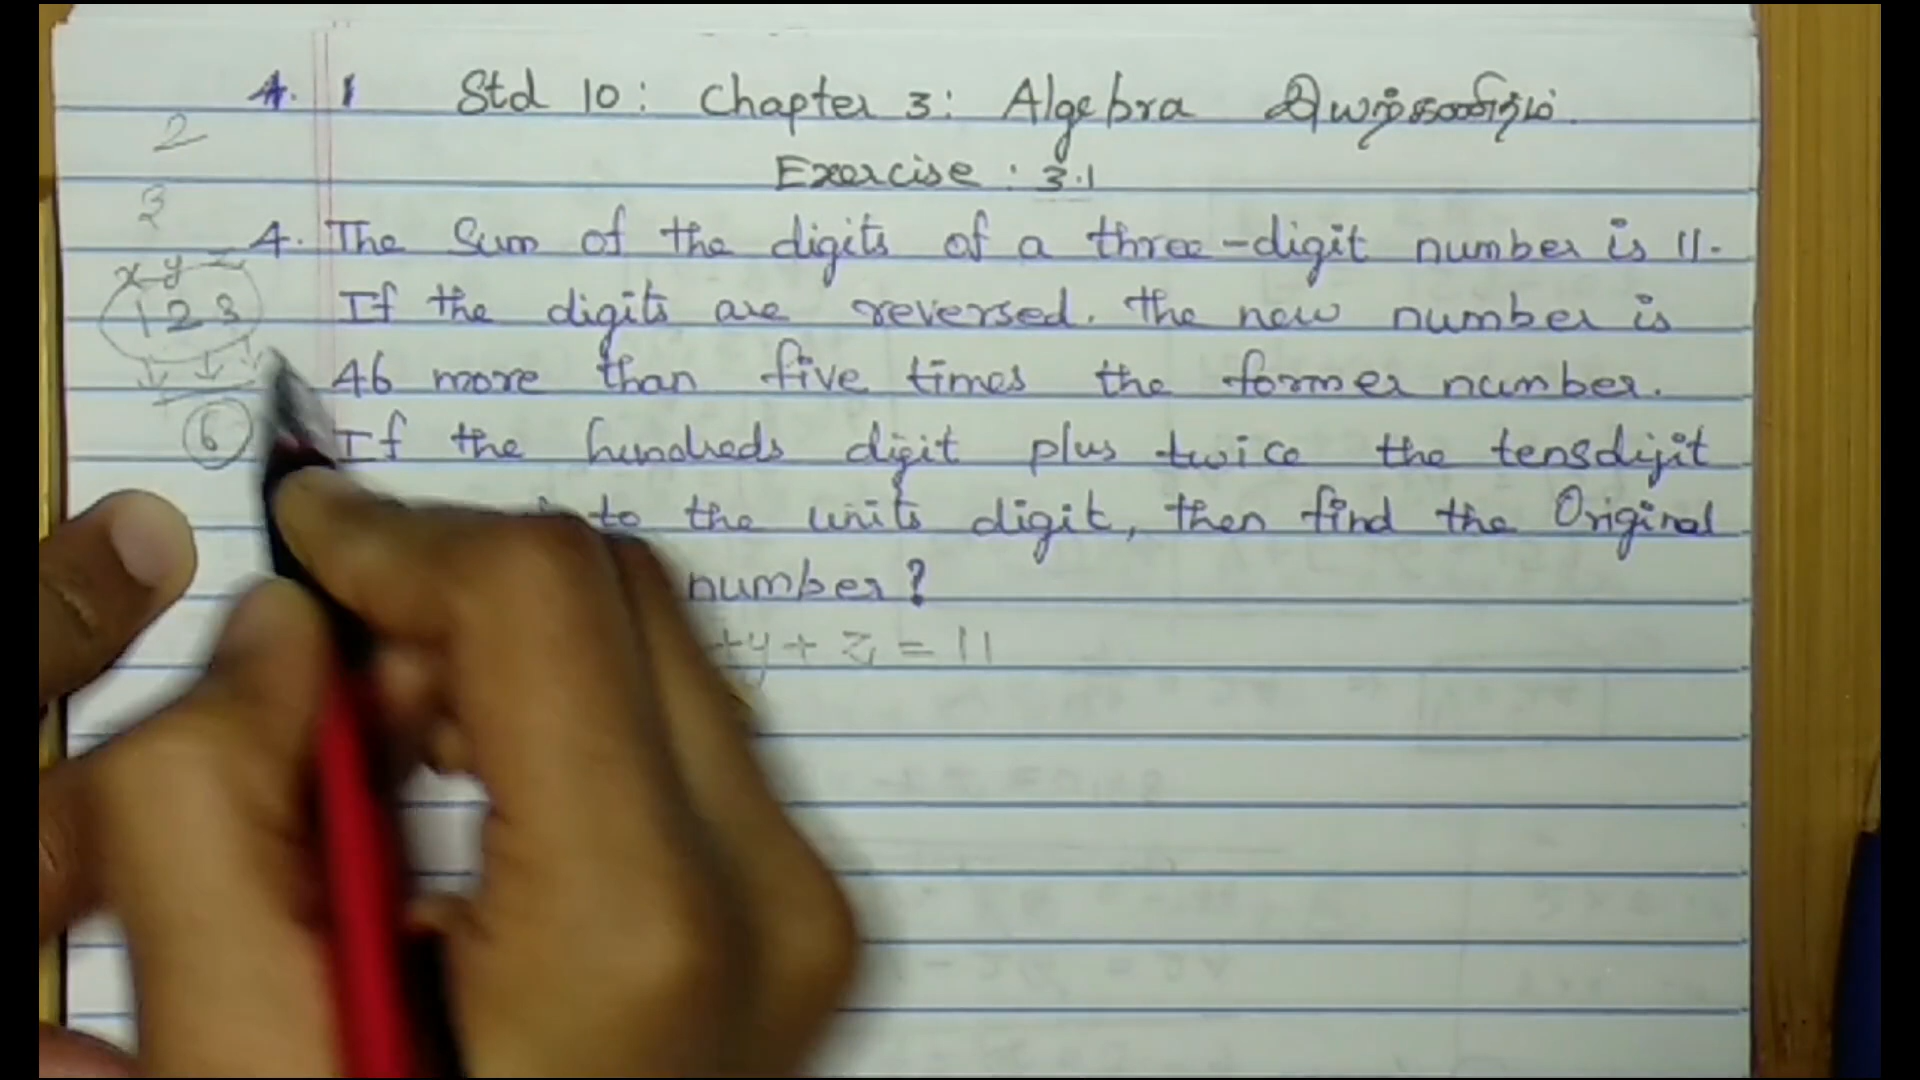 4. 1 Std 10: Chapter 3: Algebra இயற்கணிதம்.
2
Exercise : 3.1
3
4. The Sum of the digits of a three-digit number is 11.
x y z
1 2 3
If the digits are reversed. the new number is
46 more than five times the former number.
6
If the hundreds digit plus twice the tensdigit
to the units digit, then find the Original
number?
+y+z = 11